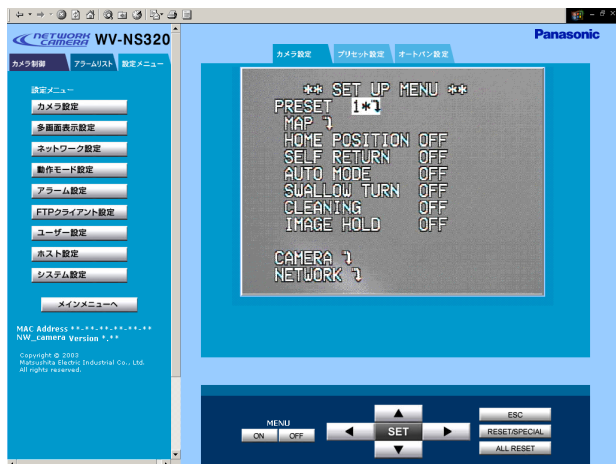 NETWORK CAMERA WV-NS320
Panasonic
カメラ制御 アラームリスト 設定メニュー
カメラ設定 プリセット設定 オートパン設定
設定メニュー
カメラ設定
多画面表示設定
ネットワーク設定
動作モード設定
アラーム設定
FTPクライアント設定
ユーザー設定
ホスト設定
システム設定
メインメニューへ
MAC Address **-**-**-**-**-**
NW_camera Version *.**
Copyright © 2003
Matsushita Electric Industrial Co., Ltd.
All rights reserved.
** SET UP MENU **
PRESET 1*↴
MAP ↴
HOME POSITION OFF
SELF RETURN OFF
AUTO MODE OFF
SWALLOW TURN OFF
CLEANING OFF
IMAGE HOLD OFF
CAMERA ↴
NETWORK ↴
MENU
ON OFF
SET
ESC
RESET/SPECIAL
ALL RESET